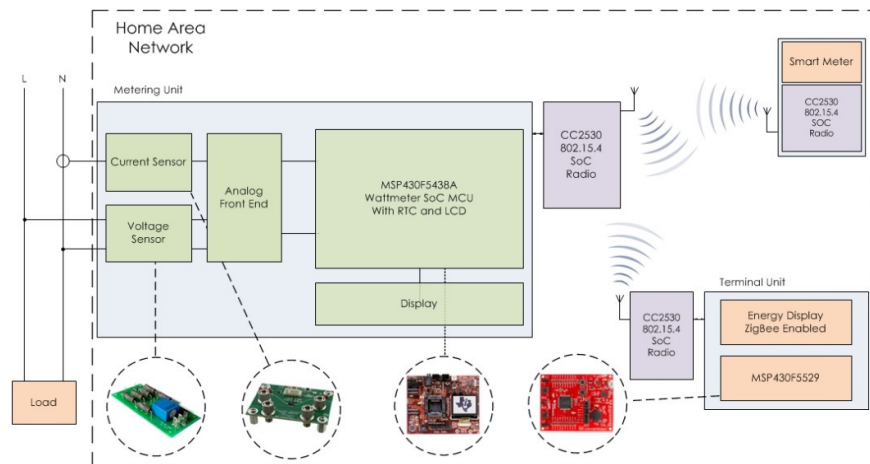 Home Area
Network
L
N
Metering Unit
Current Sensor
Voltage
Sensor
Analog
Front End
MSP430F5438A
Wattmeter SoC MCU
With RTC and LCD
Display
CC2530
802.15.4
SoC
Radio
Smart Meter
CC2530
802.15.4
SOC
Radio
CC2530
802.15.4
SoC
Radio
Terminal Unit
Energy Display
ZigBee Enabled
MSP430F5529
Load